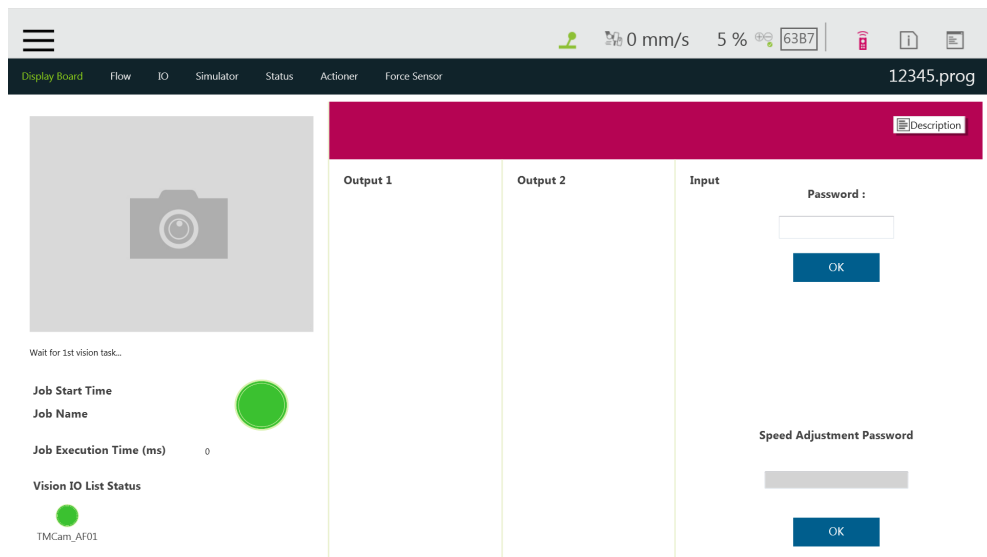 0 mm/s 5 % 63B7
Display Board Flow IO Simulator Status Actioner Force Sensor 12345.prog
Description
Output 1 Output 2 Input
Password :
OK
Wait for 1st vision task...
Job Start Time
Job Name
Job Execution Time (ms) 0
Vision IO List Status
TMCam_AF01
Speed Adjustment Password
OK